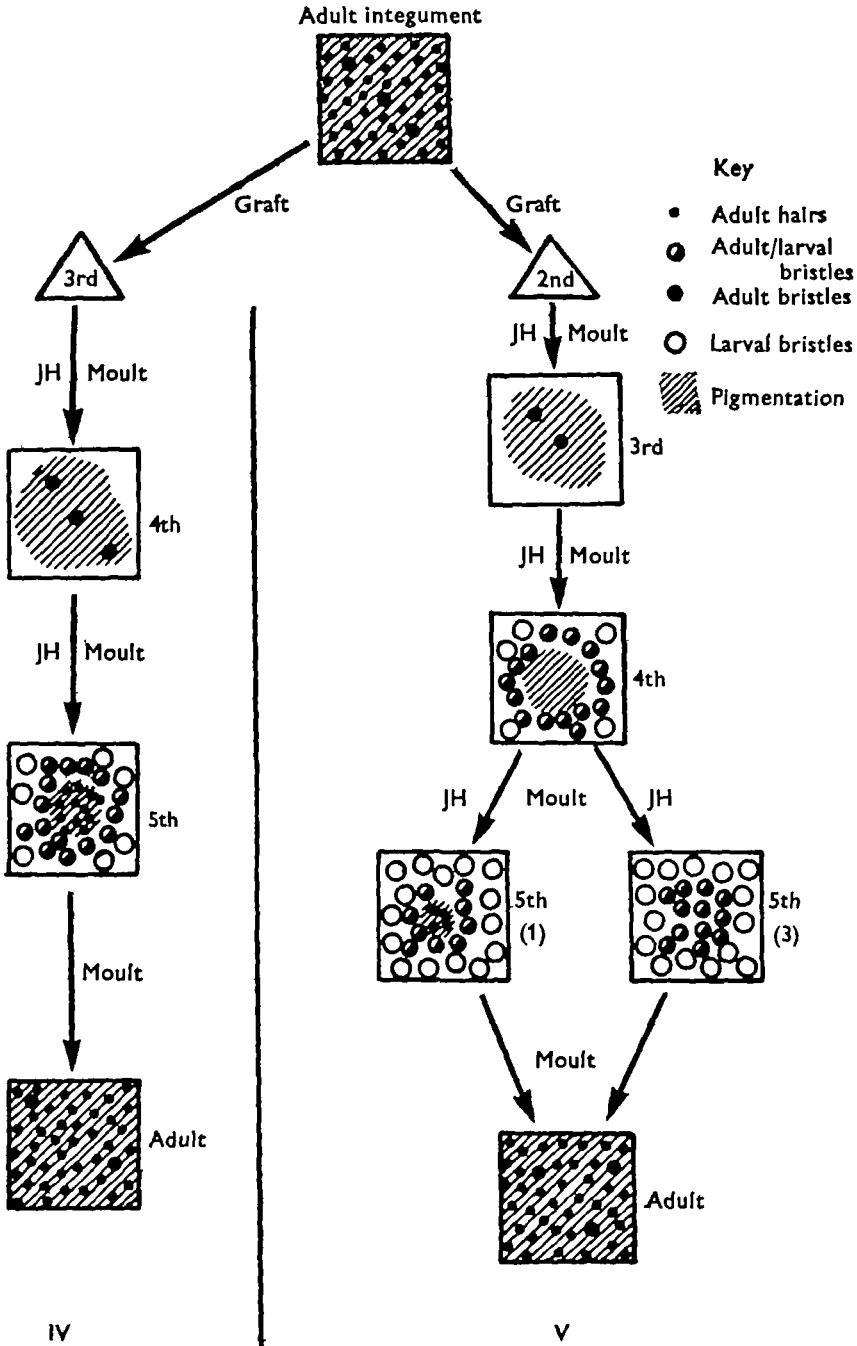 Adult integument
Graft
Graft
Key
Adult hairs
Adult/larval
bristles
Adult bristles
Larval bristles
Pigmentation
3rd
2nd
JH Moult
JH Moult
4th
3rd
JH Moult
JH Moult
5th
4th
JH Moult JH
5th
(1)
5th
(3)
Moult
Moult
Adult
Adult
IV
V